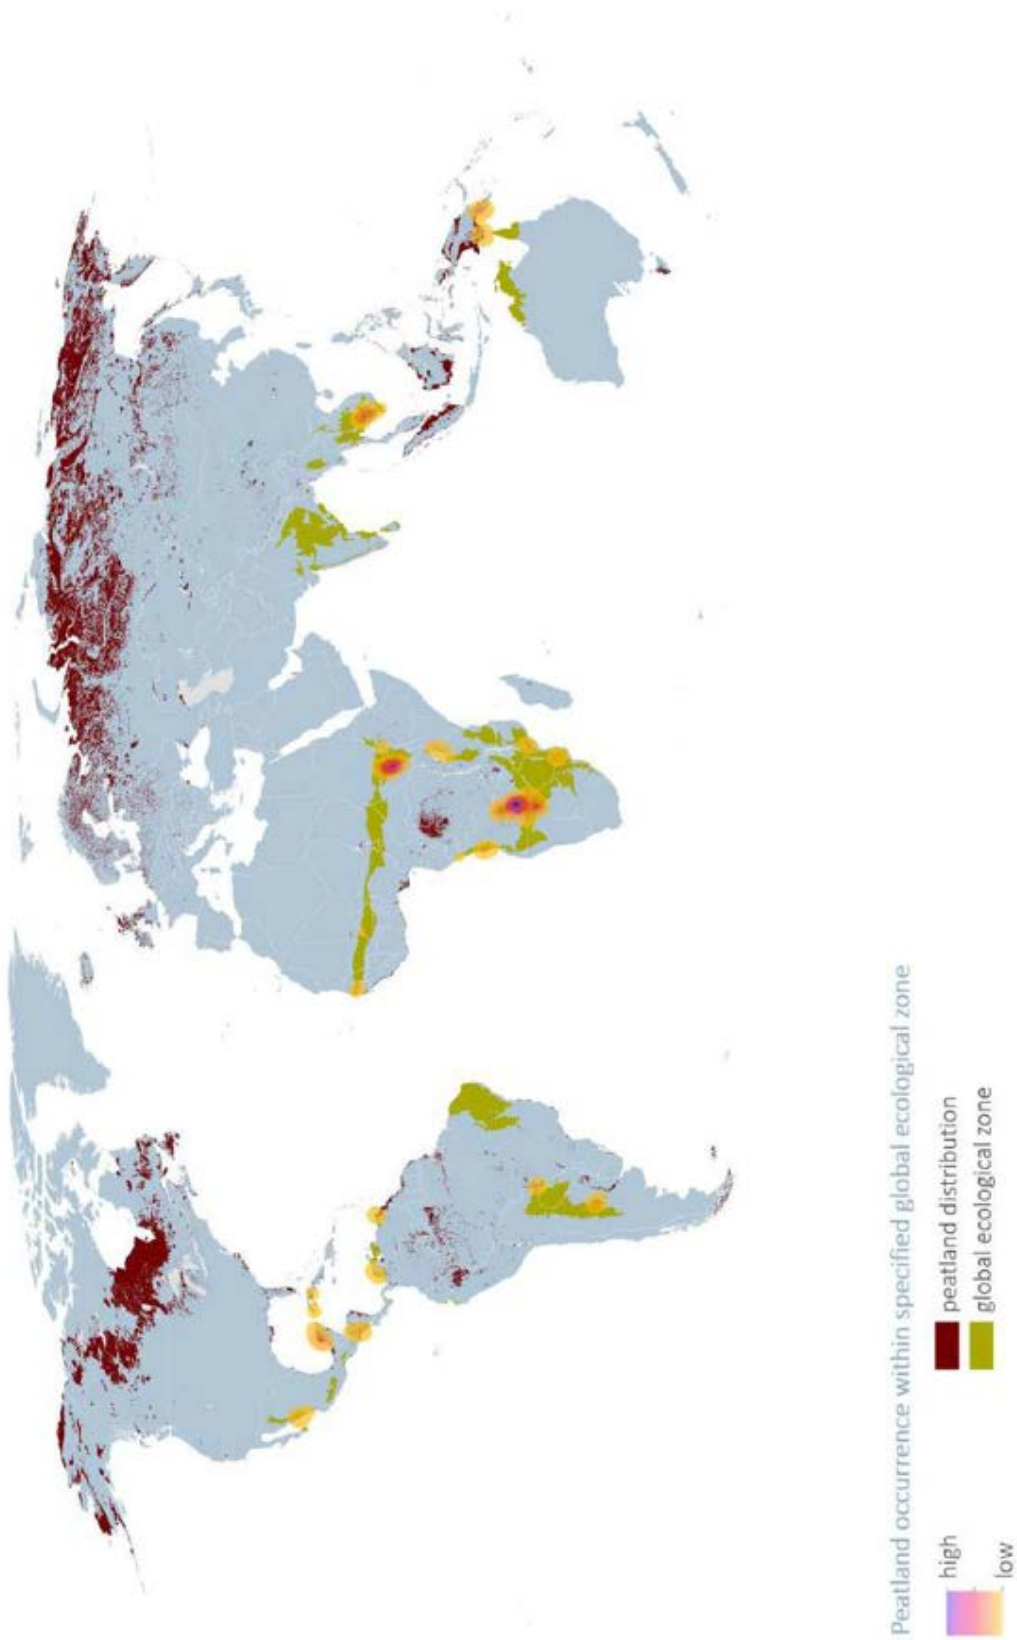 Peatland occurrence within specified global ecological zone
high
low
peatland distribution
global ecological zone